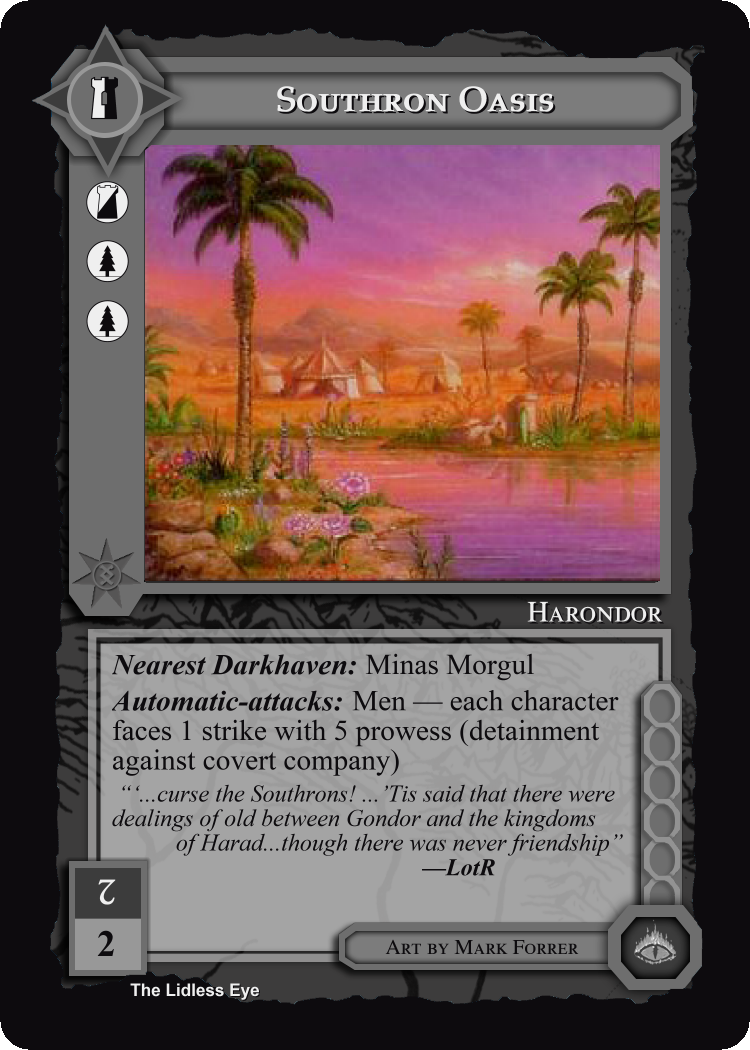 Southron Oasis
Harondor
Nearest Darkhaven: Minas Morgul
Automatic-attacks: Men — each character
faces 1 strike with 5 prowess (detainment
against covert company)
“‘...curse the Southrons! ...’Tis said that there were
dealings of old between Gondor and the kingdoms
of Harad...though there was never friendship”
—LotR
2
2
Art by Mark Forrer
The Lidless Eye